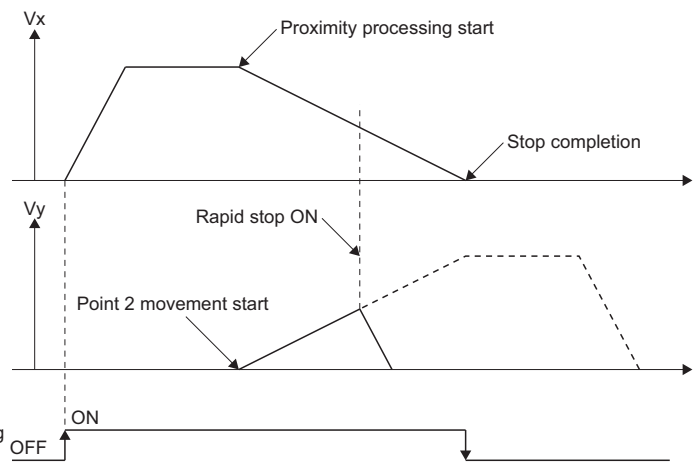 Vx
Proximity processing start
Stop completion
Vy
Rapid stop ON
Point 2 movement start
ON
OFF